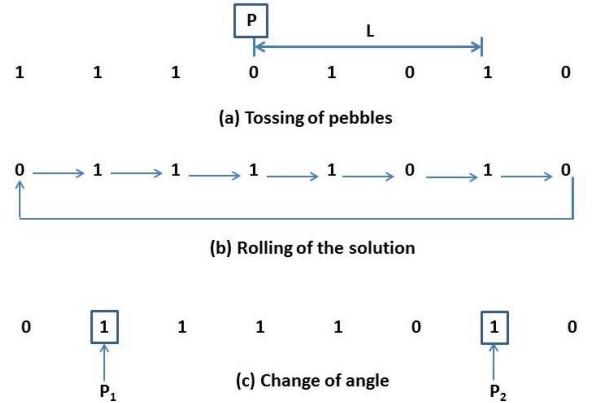 P
L
1 1 1 0 1 0 1 0
(a) Tossing of pebbles
0 1 1 1 1 0 1 0
(b) Rolling of the solution
0 1 1 1 1 0 1 0
P₁ (c) Change of angle P₂